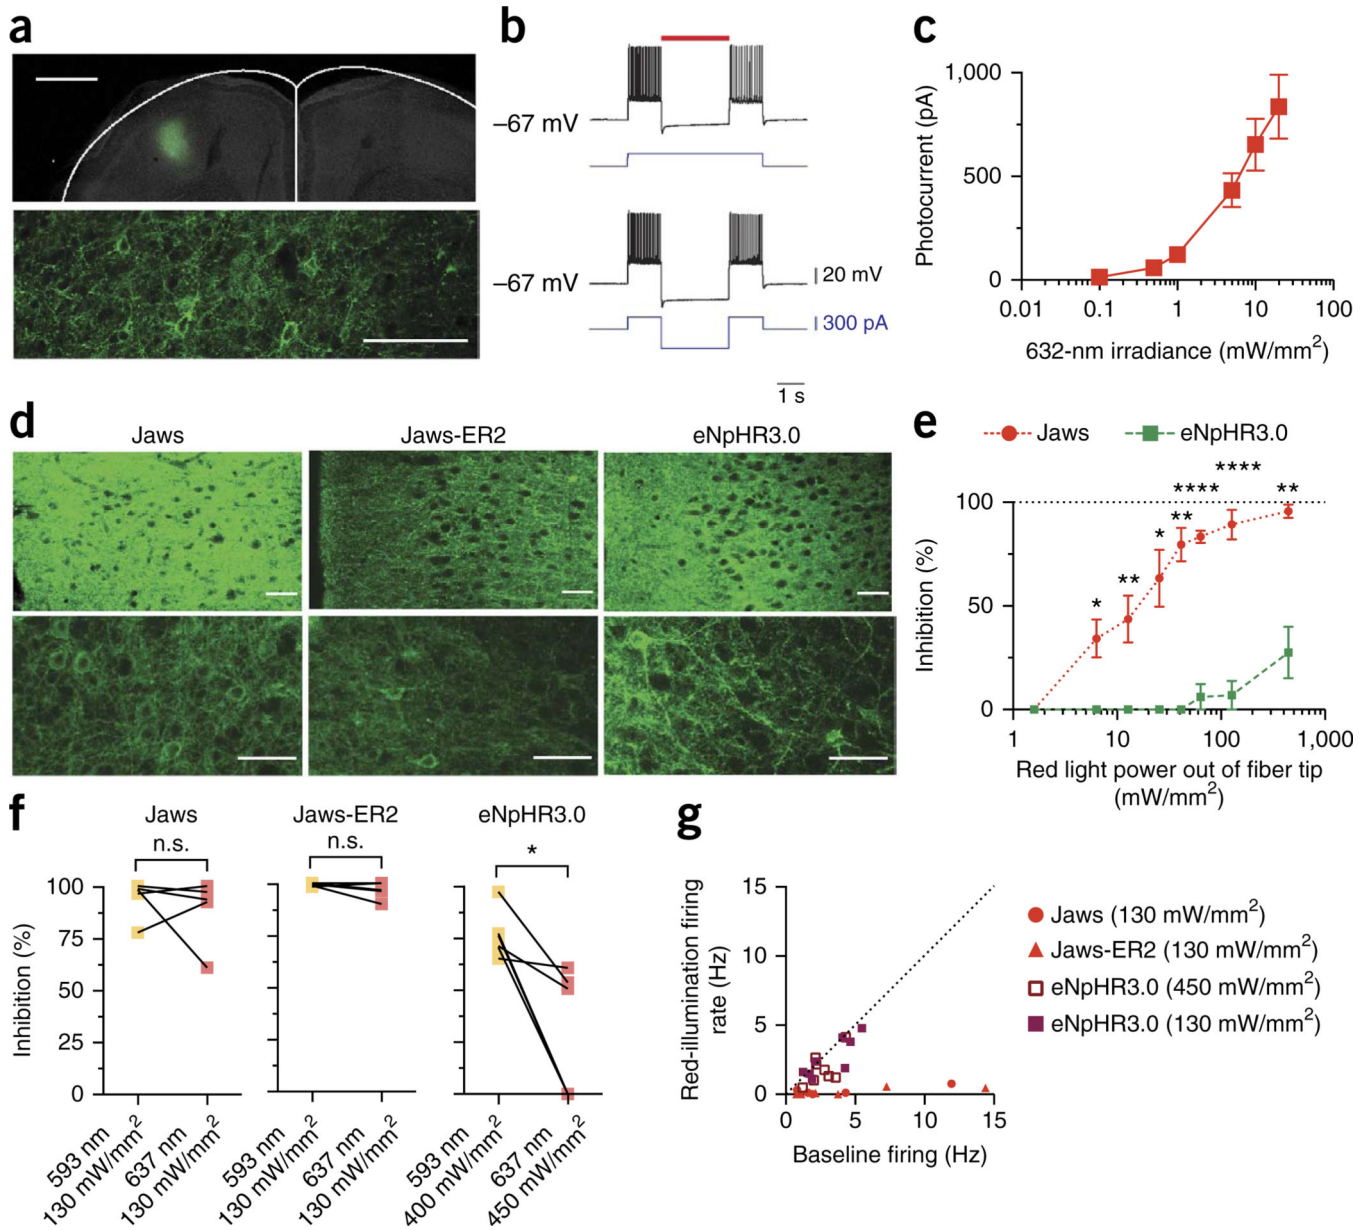 a
b
–67 mV
–67 mV
20 mV
300 pA
1 s
c
1,000
500
0
Photocurrent (pA)
0.01 0.1 1 10 100
632-nm irradiance (mW/mm²)
d
Jaws Jaws-ER2 eNpHR3.0
e
Jaws eNpHR3.0
****
**** **
**
*
**
*
100
50
0
Inhibition (%)
1 10 100 1,000
Red light power out of fiber tip
(mW/mm²)
f
Jaws Jaws-ER2 eNpHR3.0
n.s. n.s. *
100
75
50
25
0
Inhibition (%)
593 nm
130 mW/mm²
637 nm
130 mW/mm²
593 nm
130 mW/mm²
637 nm
130 mW/mm²
593 nm
400 mW/mm²
637 nm
450 mW/mm²
g
15
10
5
0
Red-illumination firing
rate (Hz)
0 5 10 15
Baseline firing (Hz)
Jaws (130 mW/mm²)
Jaws-ER2 (130 mW/mm²)
eNpHR3.0 (450 mW/mm²)
eNpHR3.0 (130 mW/mm²)